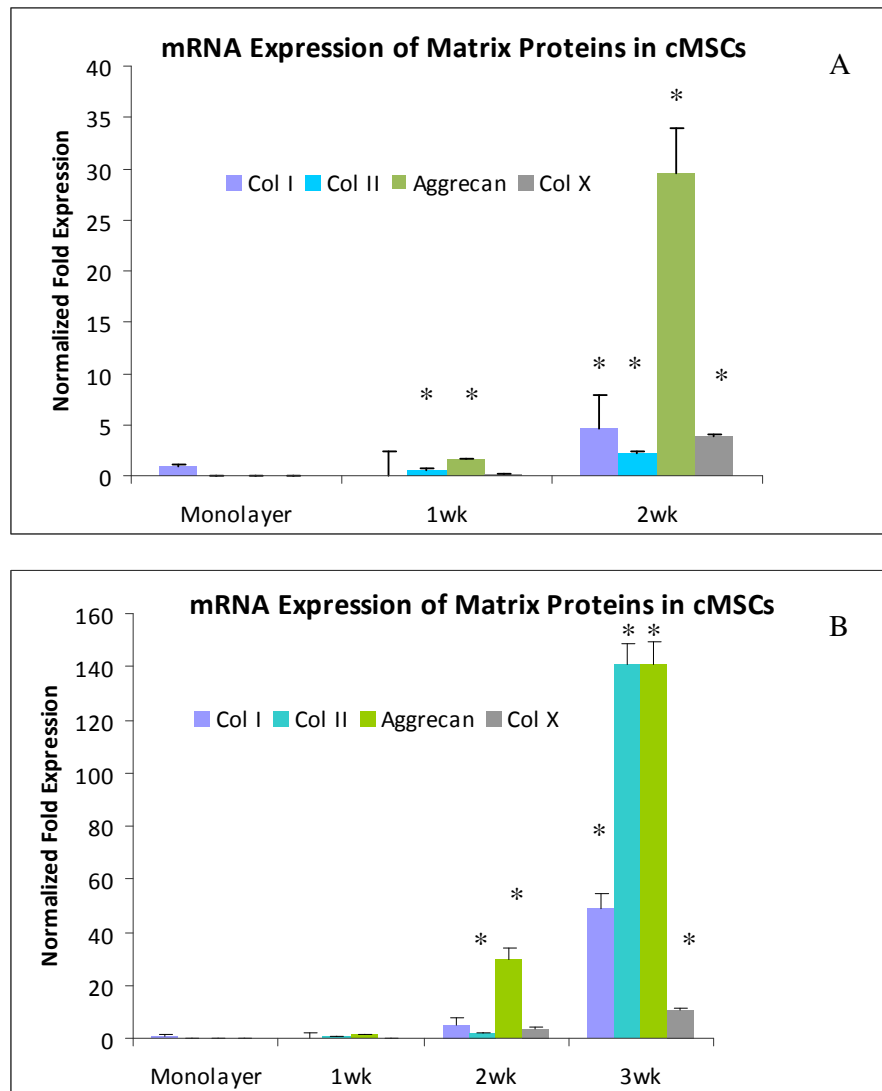 mRNA Expression of Matrix Proteins in cMSCs
A
40
35
30
25
20
15
10
5
0
Normalized Fold Expression
Col I Col II Aggrecan Col X
*
* *
* *
*
Monolayer 1wk 2wk
mRNA Expression of Matrix Proteins in cMSCs
B
160
140
120
100
80
60
40
20
0
Normalized Fold Expression
* *
Col I Col II Aggrecan Col X
*
*
* *
Monolayer 1wk 2wk 3wk